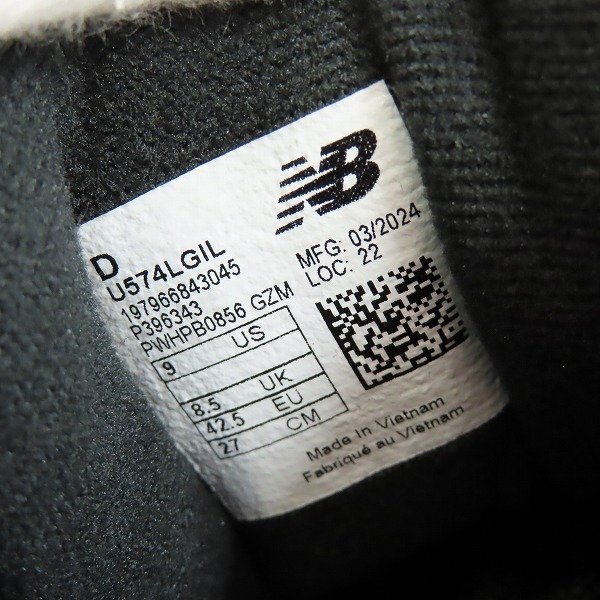 NB
D
U574LGIL
197966843045
P396343
PWHPB0856 GZM
MFG: 03/2024
LOC: 22
9 US
8.5 UK
42.5 EU
27 CM
Made in Vietnam
Fabriqué au Vietnam